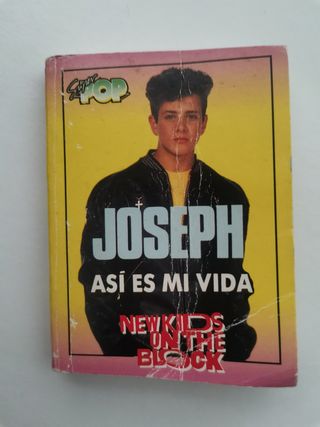 Super
POP
JOSEPH
ASÍ ES MI VIDA
NEW KIDS
ON THE
BLOCK